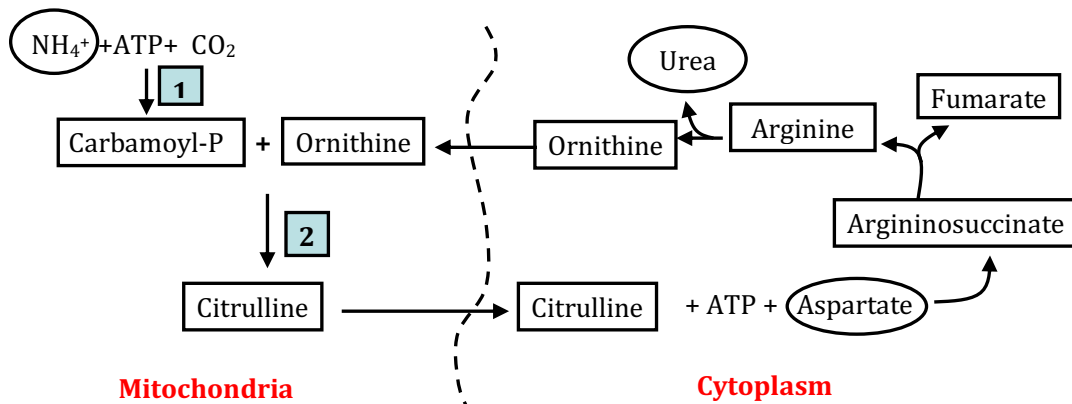 NH₄⁺ +ATP+ CO₂
1
Carbamoyl-P + Ornithine
2
Citrulline
Mitochondria
Urea
Fumarate
Arginine
Ornithine
Argininosuccinate
Citrulline + ATP + Aspartate
Cytoplasm